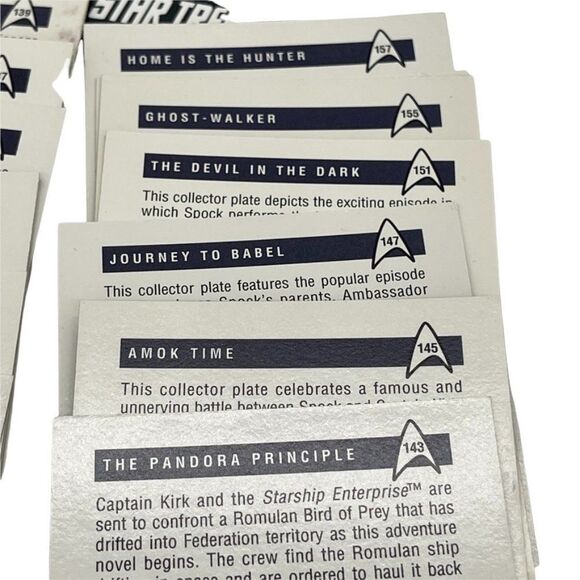 139
STAR TRE
HOME IS THE HUNTER 157
GHOST-WALKER 155
THE DEVIL IN THE DARK 151
This collector plate depicts the exciting episode in
which Spock performs
JOURNEY TO BABEL 147
This collector plate features the popular episode
Spock's parents, Ambassador
AMOK TIME 145
This collector plate celebrates a famous and
unnerving battle between Spock and
THE PANDORA PRINCIPLE 143
Captain Kirk and the Starship Enterprise™ are
sent to confront a Romulan Bird of Prey that has
drifted into Federation territory as this adventure
novel begins. The crew find the Romulan ship
drifting in space and are ordered to haul it back